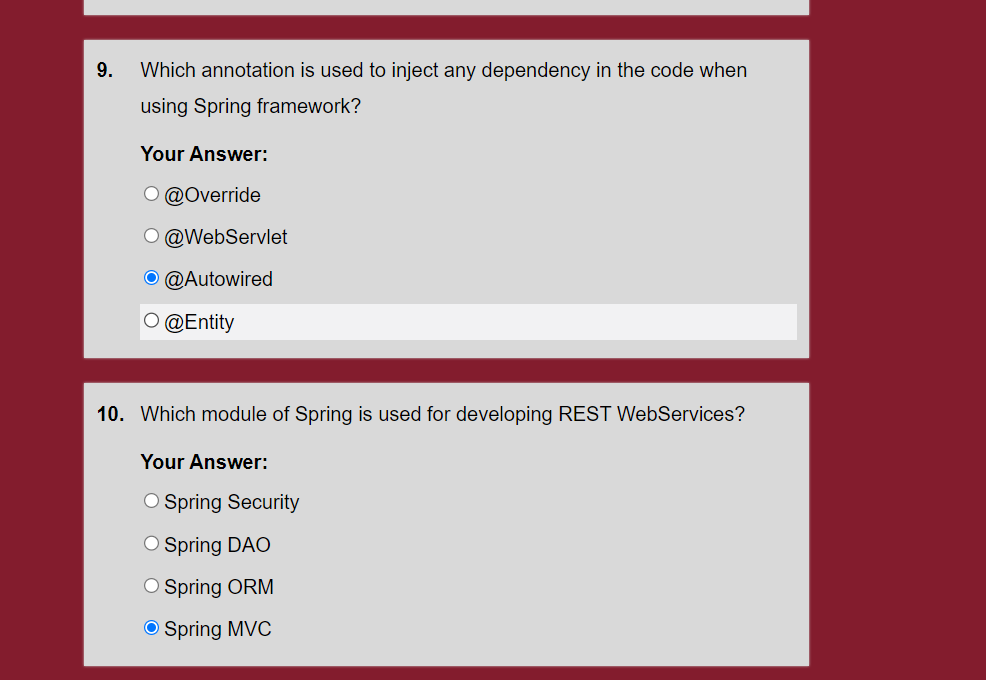 9. Which annotation is used to inject any dependency in the code when
using Spring framework?
Your Answer:
@Override
@WebServlet
@Autowired
@Entity
10. Which module of Spring is used for developing REST WebServices?
Your Answer:
Spring Security
Spring DAO
Spring ORM
Spring MVC